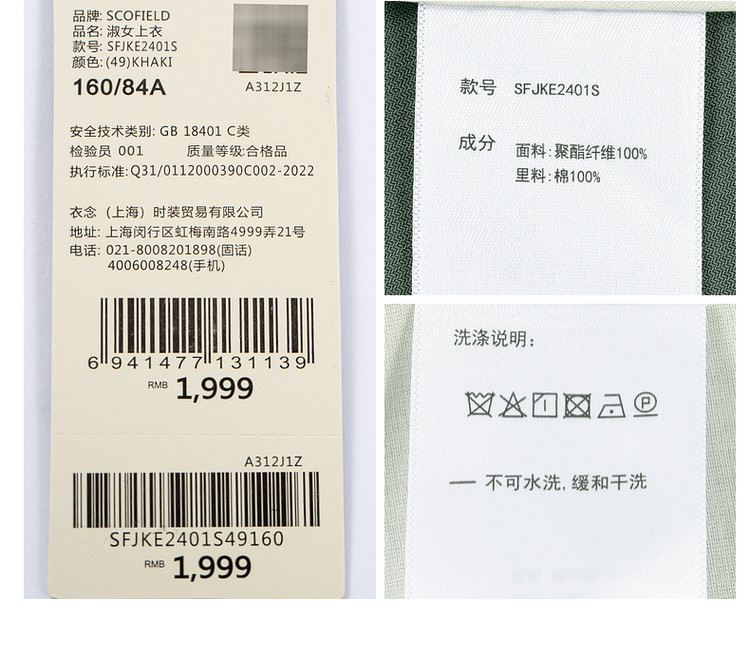 品牌: SCOFIELD
品名: 淑女上衣
款号: SFJKE2401S
颜色: (49)KHAKI
160/84A
A312J1Z
安全技术类别: GB 18401 C类
检验员 001 质量等级:合格品
执行标准:Q31/0112000390C002-2022
衣念（上海）时装贸易有限公司
地址: 上海闵行区虹梅南路4999弄21号
电话: 021-8008201898(固话)
4006008248(手机)
6 941477 131139
RMB 1,999
A312J1Z
SFJKE2401S49160
RMB 1,999
款号 SFJKE2401S
成分 面料:聚酯纤维100%
里料:棉100%
洗涤说明:
P
— 不可水洗, 缓和干洗